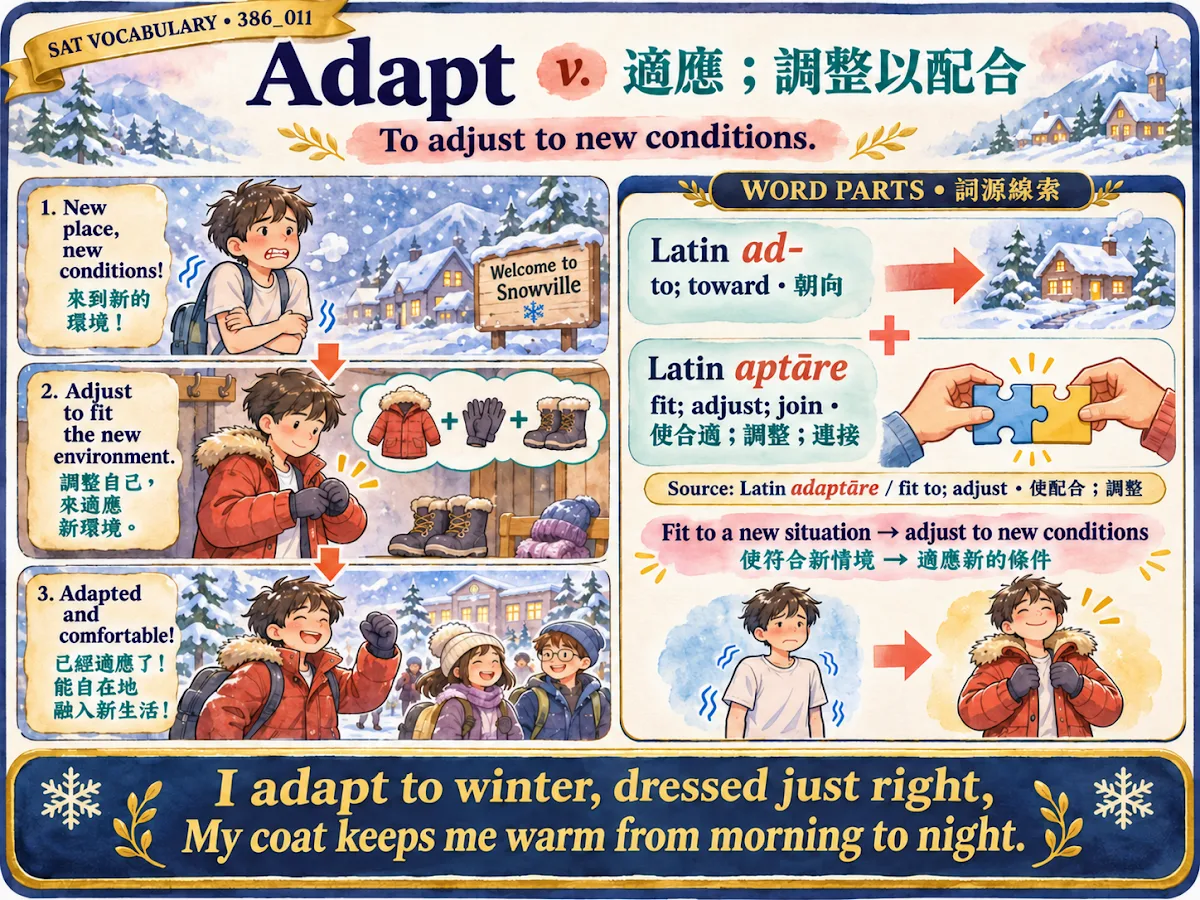 SAT VOCABULARY • 386_011
Adapt v. 適應；調整以配合
To adjust to new conditions.
1. New
place,
new
conditions!
來到新的
環境！
Welcome to
Snowville
2. Adjust
to fit
the new
environment.
調整自己，
來適應
新環境。
+ +
3. Adapted
and
comfortable!
已經適應了！
能自在地
融入新生活！
WORD PARTS • 詞源線索
Latin ad-
to; toward • 朝向
+
Latin aptāre
fit; adjust; join •
使合適；調整；連接
Source: Latin adaptāre / fit to; adjust • 使配合；調整
Fit to a new situation → adjust to new conditions
使符合新情境 → 適應新的條件
I adapt to winter, dressed just right,
My coat keeps me warm from morning to night.